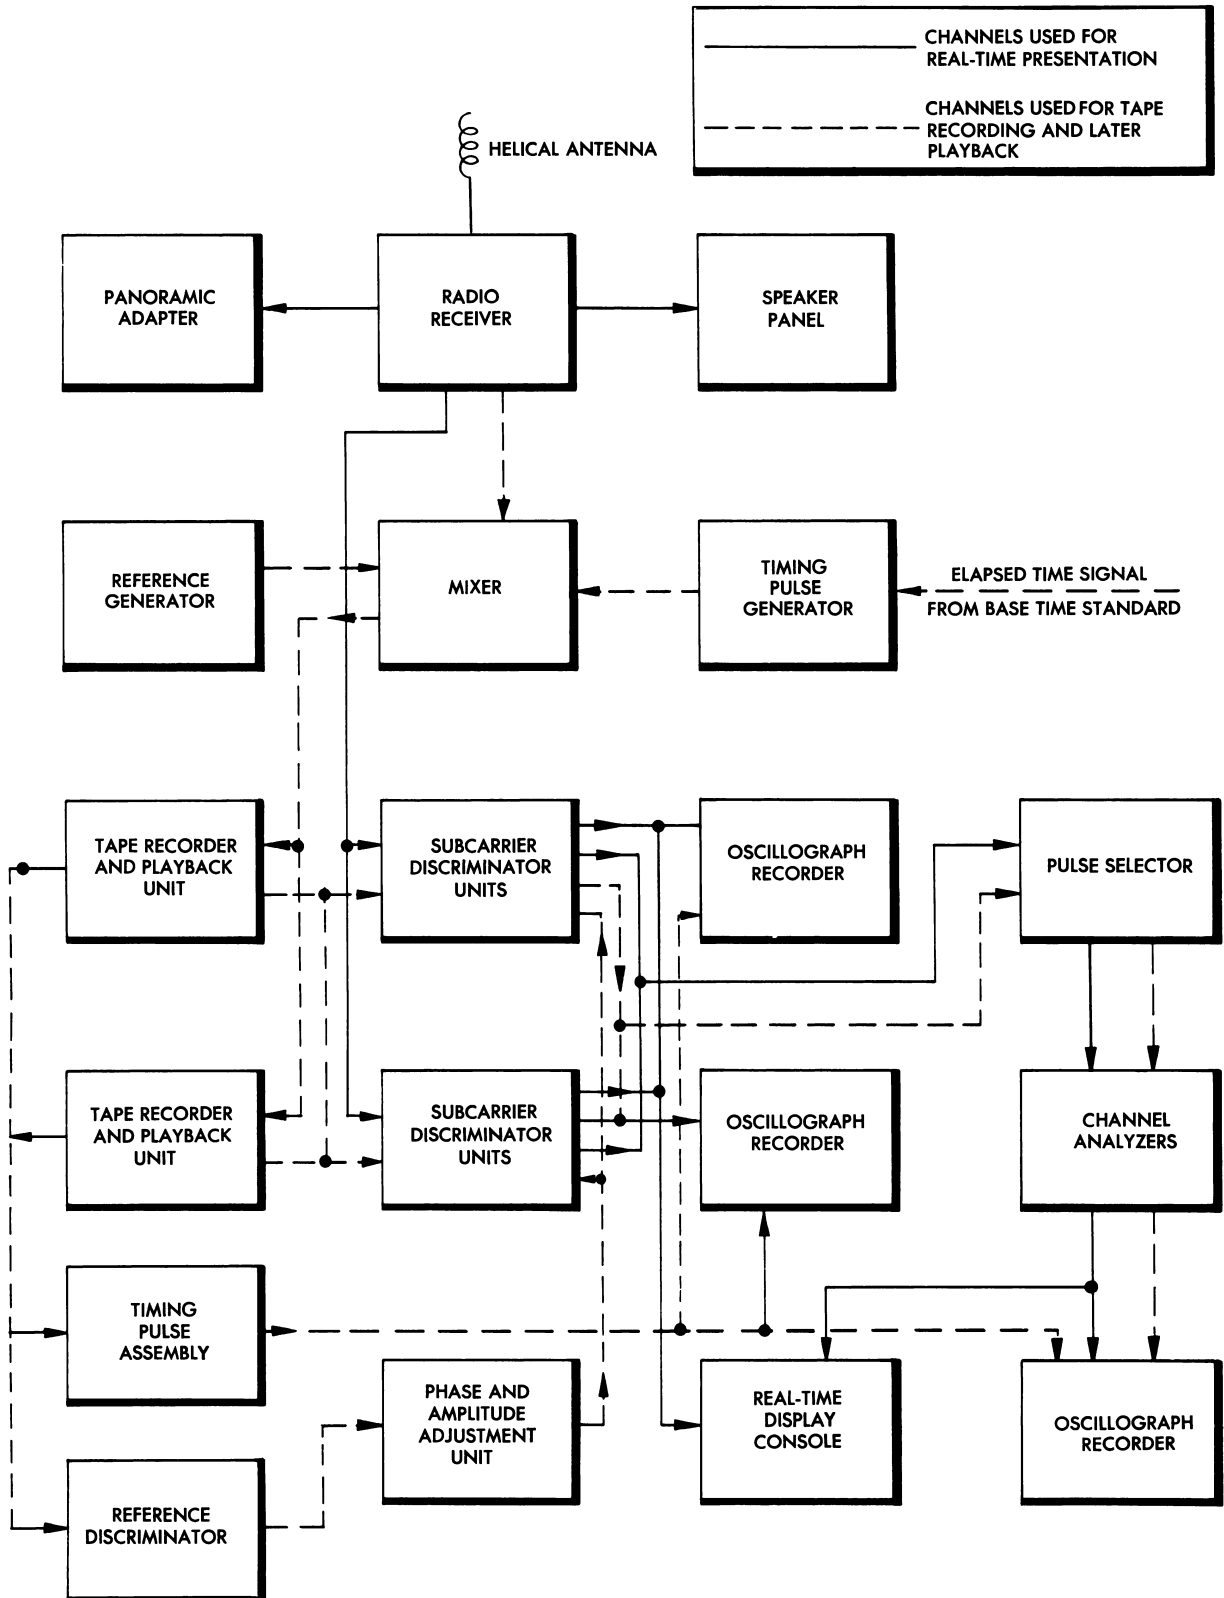 CHANNELS USED FOR
REAL-TIME PRESENTATION
CHANNELS USED FOR TAPE
RECORDING AND LATER
PLAYBACK
HELICAL ANTENNA
PANORAMIC
ADAPTER
RADIO
RECEIVER
SPEAKER
PANEL
REFERENCE
GENERATOR
MIXER
TIMING
PULSE
GENERATOR
ELAPSED TIME SIGNAL
FROM BASE TIME STANDARD
TAPE RECORDER
AND PLAYBACK
UNIT
SUBCARRIER
DISCRIMINATOR
UNITS
OSCILLOGRAPH
RECORDER
PULSE SELECTOR
TAPE RECORDER
AND PLAYBACK
UNIT
SUBCARRIER
DISCRIMINATOR
UNITS
OSCILLOGRAPH
RECORDER
CHANNEL
ANALYZERS
TIMING
PULSE
ASSEMBLY
PHASE AND
AMPLITUDE
ADJUSTMENT
UNIT
REAL-TIME
DISPLAY
CONSOLE
OSCILLOGRAPH
RECORDER
REFERENCE
DISCRIMINATOR